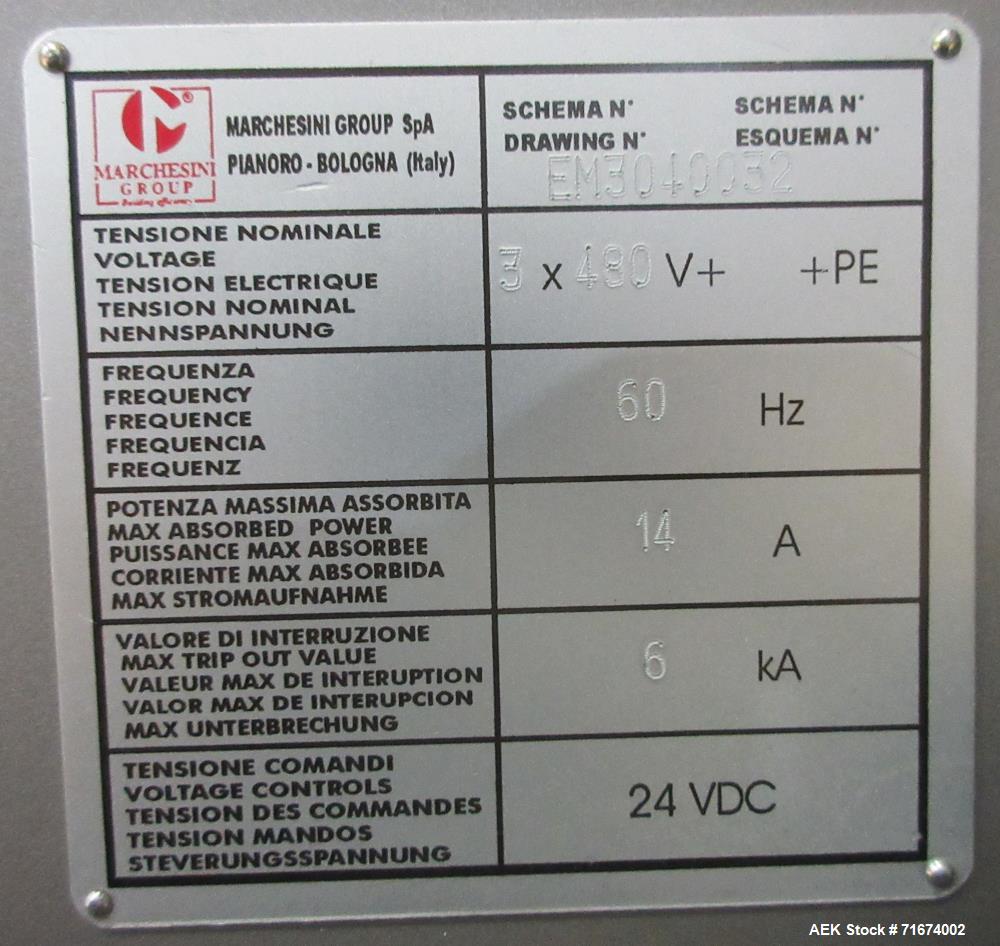 MARCHESINI
GROUP
Building efficiency
MARCHESINI GROUP SpA
PIANORO - BOLOGNA (Italy)
SCHEMA N° SCHEMA N°
DRAWING N° ESQUEMA N°
EM3040032
TENSIONE NOMINALE
VOLTAGE
TENSION ELECTRIQUE
TENSION NOMINAL
NENNSPANNUNG
3 x 480 V+ +PE
FREQUENZA
FREQUENCY
FREQUENCE
FREQUENCIA
FREQUENZ
60 Hz
POTENZA MASSIMA ASSORBITA
MAX ABSORBED POWER
PUISSANCE MAX ABSORBEE
CORRIENTE MAX ABSORBIDA
MAX STROMAUFNAHME
14 A
VALORE DI INTERRUZIONE
MAX TRIP OUT VALUE
VALEUR MAX DE INTERUPTION
VALOR MAX DE INTERUPCION
MAX UNTERBRECHUNG
6 kA
TENSIONE COMANDI
VOLTAGE CONTROLS
TENSION DES COMMANDES
TENSION MANDOS
STEVERUNGSSPANNUNG
24 VDC
AEK Stock # 71674002